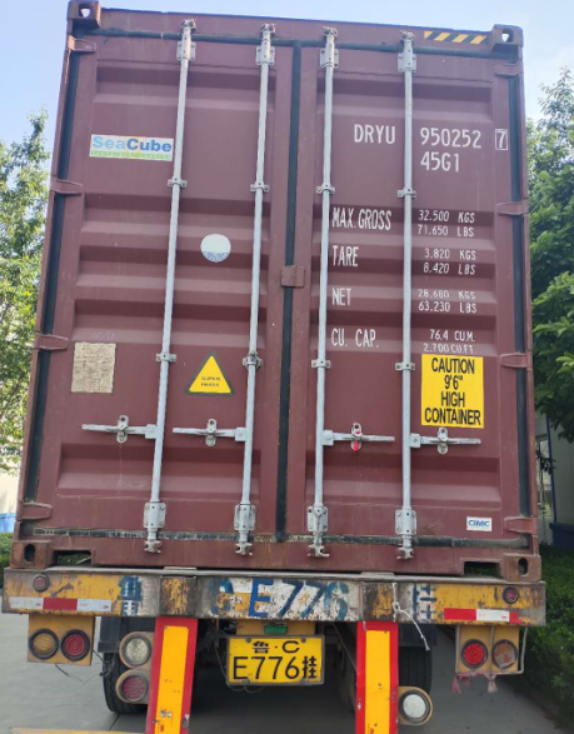 SeaCube
DRYU 950252 7
45G1
MAX.GROSS 32.500 KGS
71.650 LBS
TARE 3.820 KGS
8.420 LBS
NET 28.680 KGS
63.230 LBS
CU. CAP. 76.4 CU.M.
2.700 CU.FT.
CAUTION
9'6"
HIGH
CONTAINER
CIMC
鲁 E776
鲁·C
E776挂